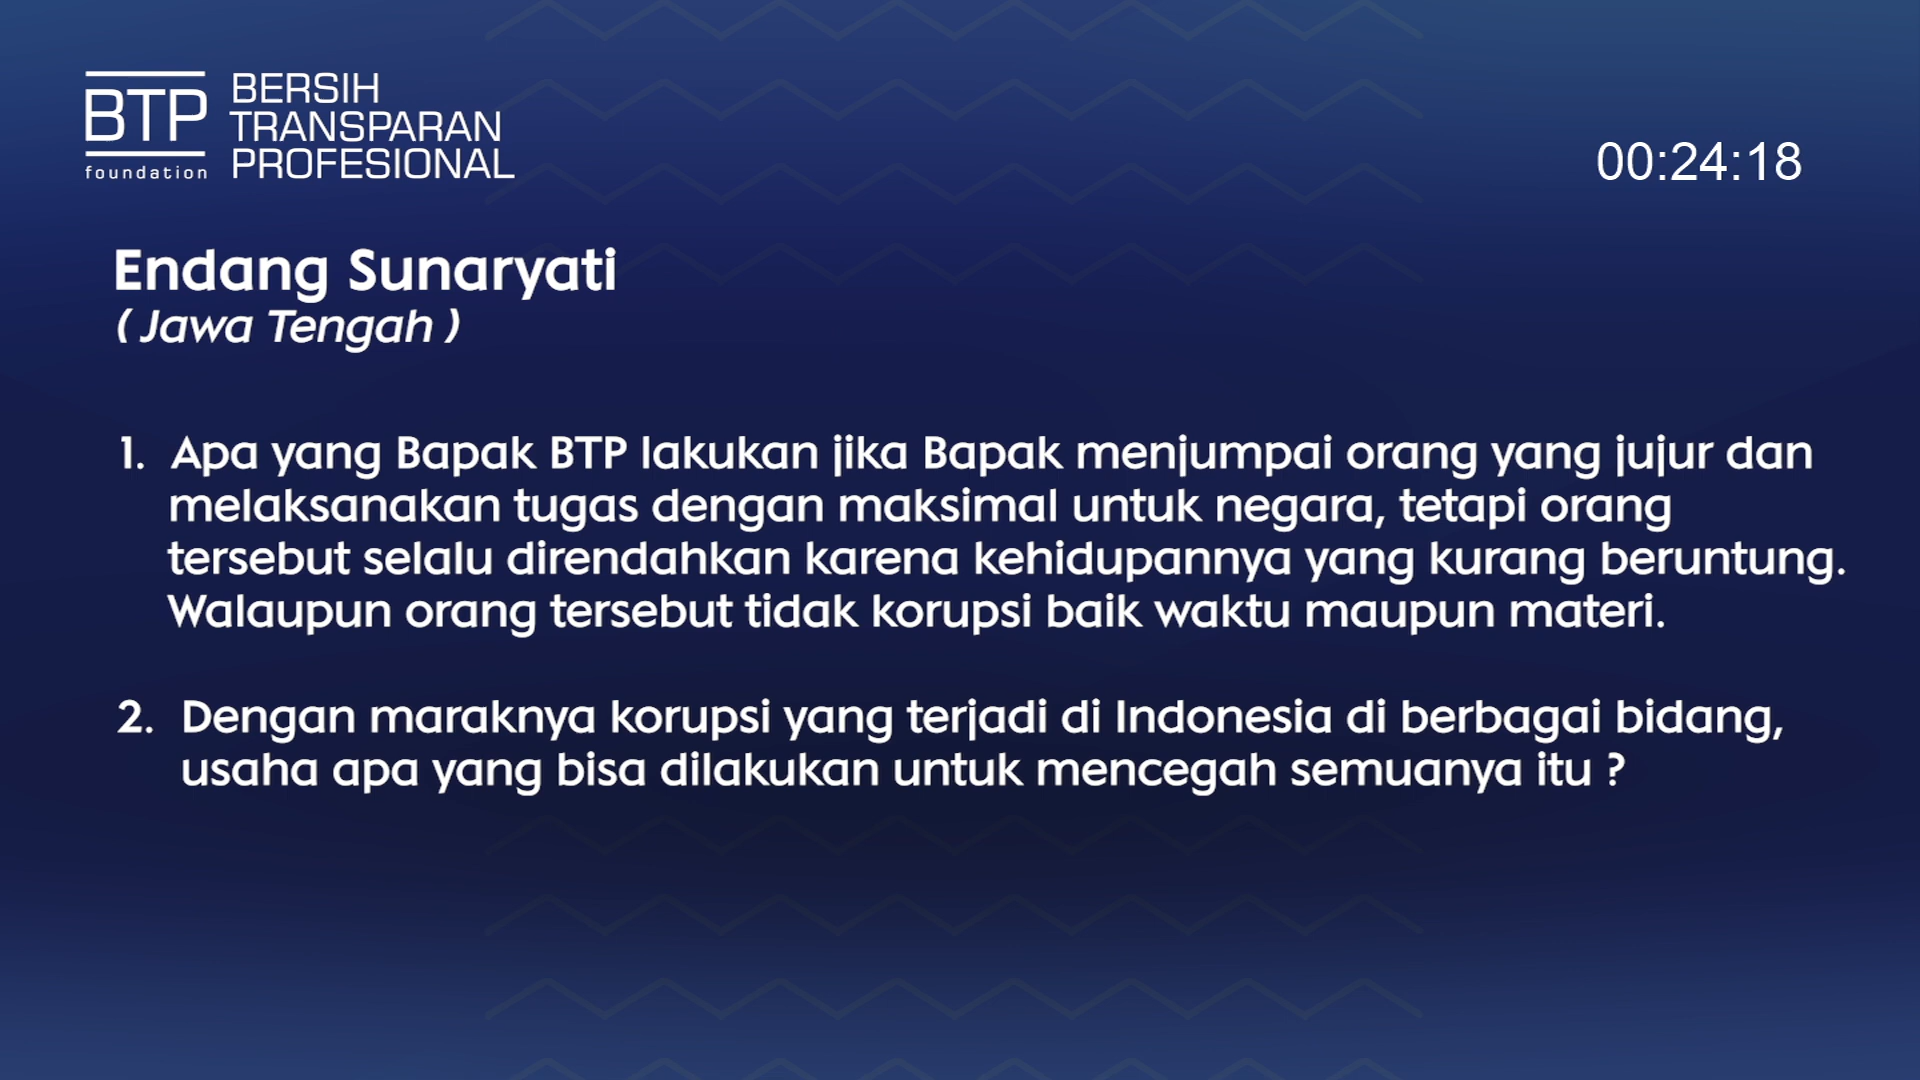 BTP
foundation
BERSIH
TRANSPARAN
PROFESIONAL
00:24:18
Endang Sunaryati
( Jawa Tengah )
1. Apa yang Bapak BTP lakukan jika Bapak menjumpai orang yang jujur dan
melaksanakan tugas dengan maksimal untuk negara, tetapi orang
tersebut selalu direndahkan karena kehidupannya yang kurang beruntung.
Walaupun orang tersebut tidak korupsi baik waktu maupun materi.
2. Dengan maraknya korupsi yang terjadi di Indonesia di berbagai bidang,
usaha apa yang bisa dilakukan untuk mencegah semuanya itu ?